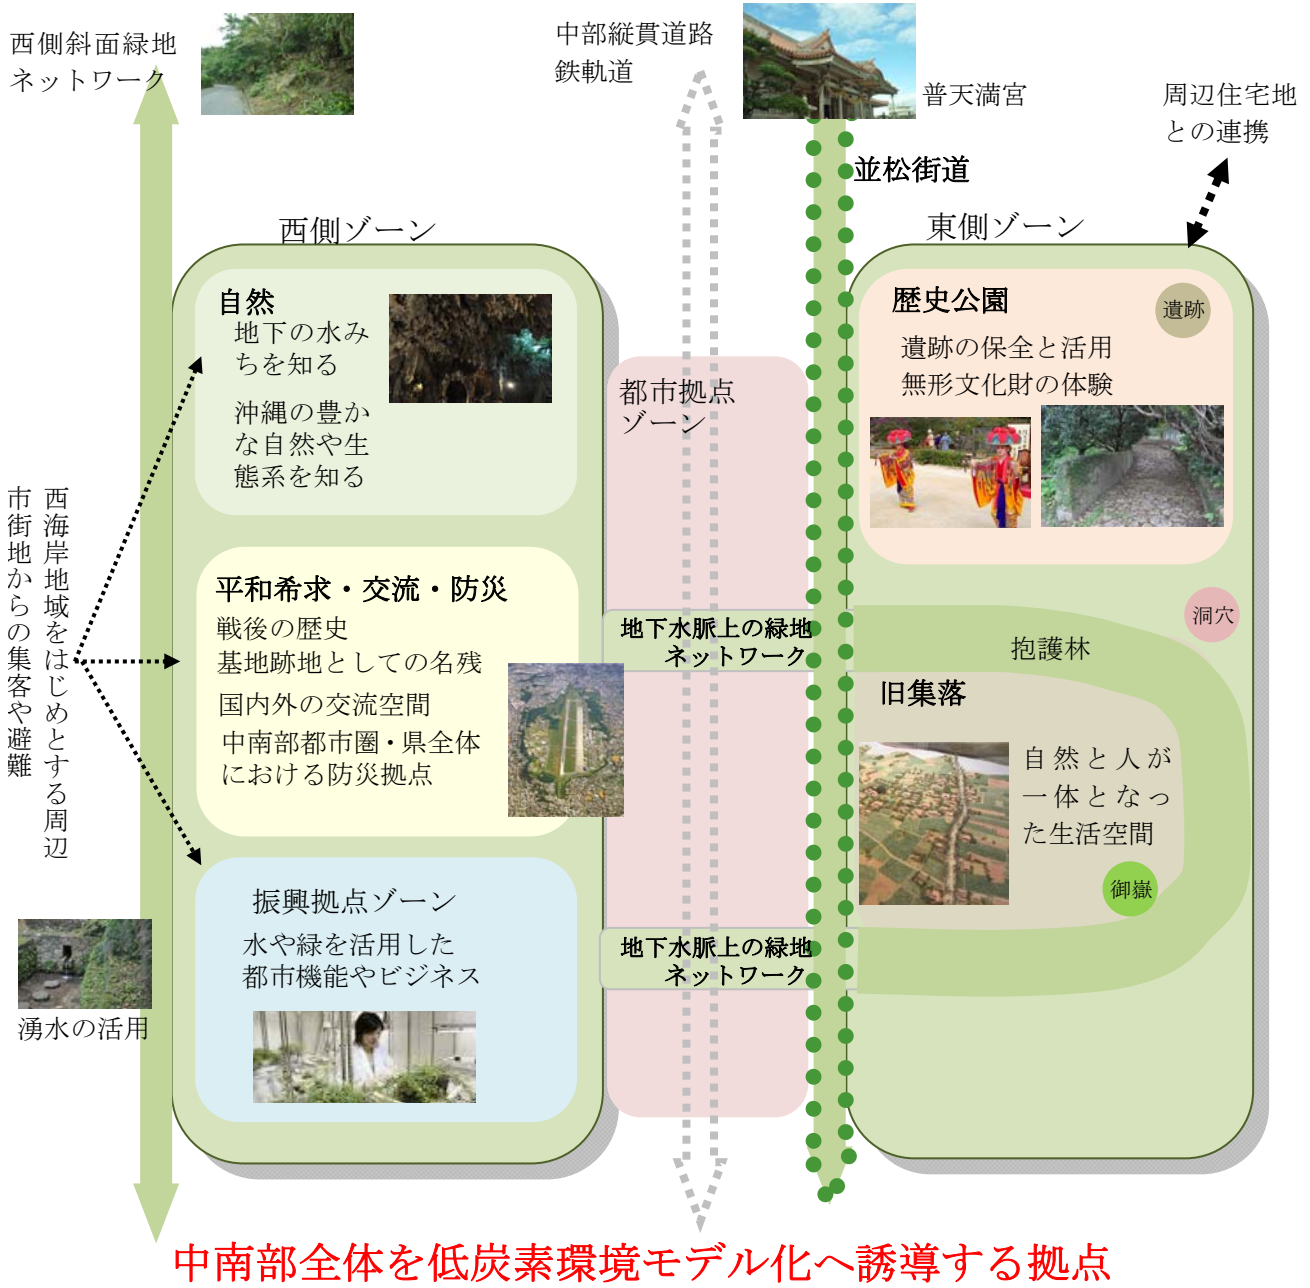 西側斜面緑地
ネットワーク
中部縦貫道路
鉄軌道
普天満宮
周辺住宅地
との連携
並松街道
西側ゾーン
東側ゾーン
自然
地下の水み
ちを知る
沖縄の豊か
な自然や生
態系を知る
都市拠点
ゾーン
歴史公園
遺跡
遺跡の保全と活用
無形文化財の体験
西海岸地域をはじめとする周辺
市街地からの集客や避難
平和希求・交流・防災
戦後の歴史
基地跡地としての名残
国内外の交流空間
中南部都市圏・県全体
における防災拠点
地下水脈上の緑地
ネットワーク
洞穴
抱護林
旧集落
自然と人が
一体となっ
た生活空間
御嶽
振興拠点ゾーン
水や緑を活用した
都市機能やビジネス
地下水脈上の緑地
ネットワーク
湧水の活用
中南部全体を低炭素環境モデル化へ誘導する拠点